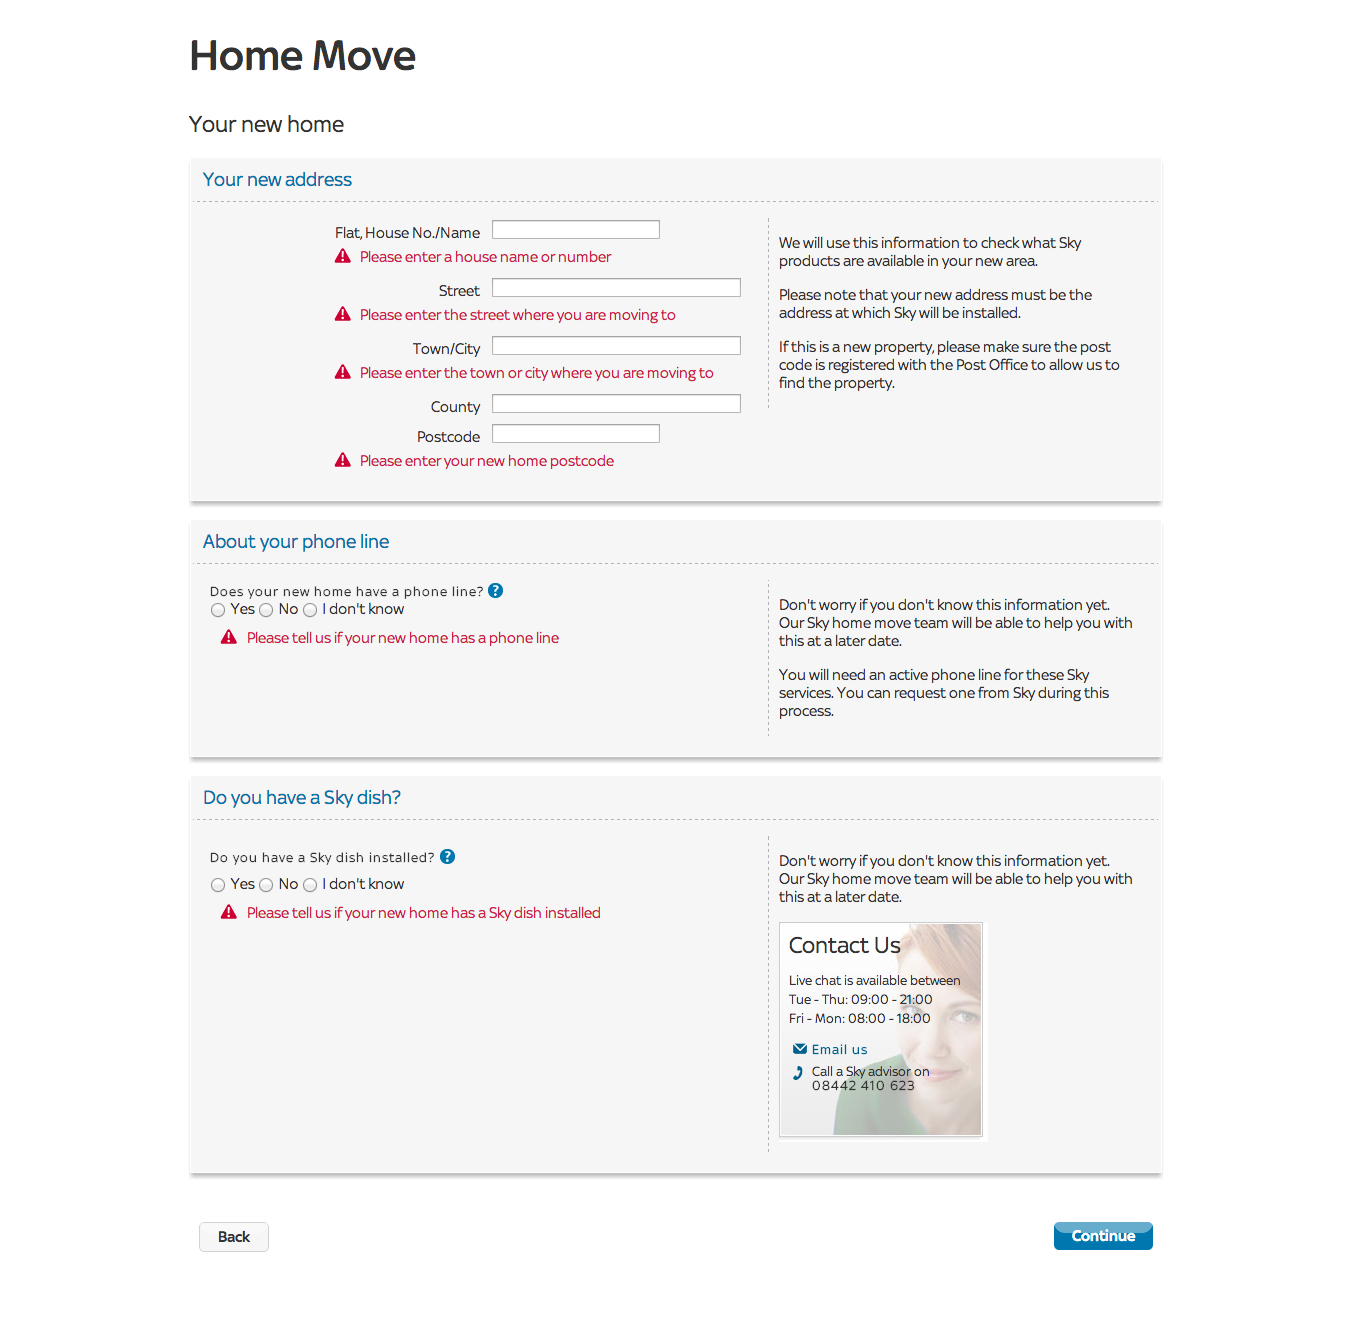 Home Move
Your new home
Your new address
Flat, House No./Name
Please enter a house name or number
Street
Please enter the street where you are moving to
Town/City
Please enter the town or city where you are moving to
County
Postcode
Please enter your new home postcode
We will use this information to check what Sky
products are available in your new area.
Please note that your new address must be the
address at which Sky will be installed.
If this is a new property, please make sure the post
code is registered with the Post Office to allow us to
find the property.
About your phone line
Does your new home have a phone line? ?
Yes No I don't know
Please tell us if your new home has a phone line
Don't worry if you don't know this information yet.
Our Sky home move team will be able to help you with
this at a later date.
You will need an active phone line for these Sky
services. You can request one from Sky during this
process.
Do you have a Sky dish?
Do you have a Sky dish installed? ?
Yes No I don't know
Please tell us if your new home has a Sky dish installed
Don't worry if you don't know this information yet.
Our Sky home move team will be able to help you with
this at a later date.
Contact Us
Live chat is available between
Tue - Thu: 09:00 - 21:00
Fri - Mon: 08:00 - 18:00
Email us
Call a Sky advisor on
08442 410 623
Back
Continue